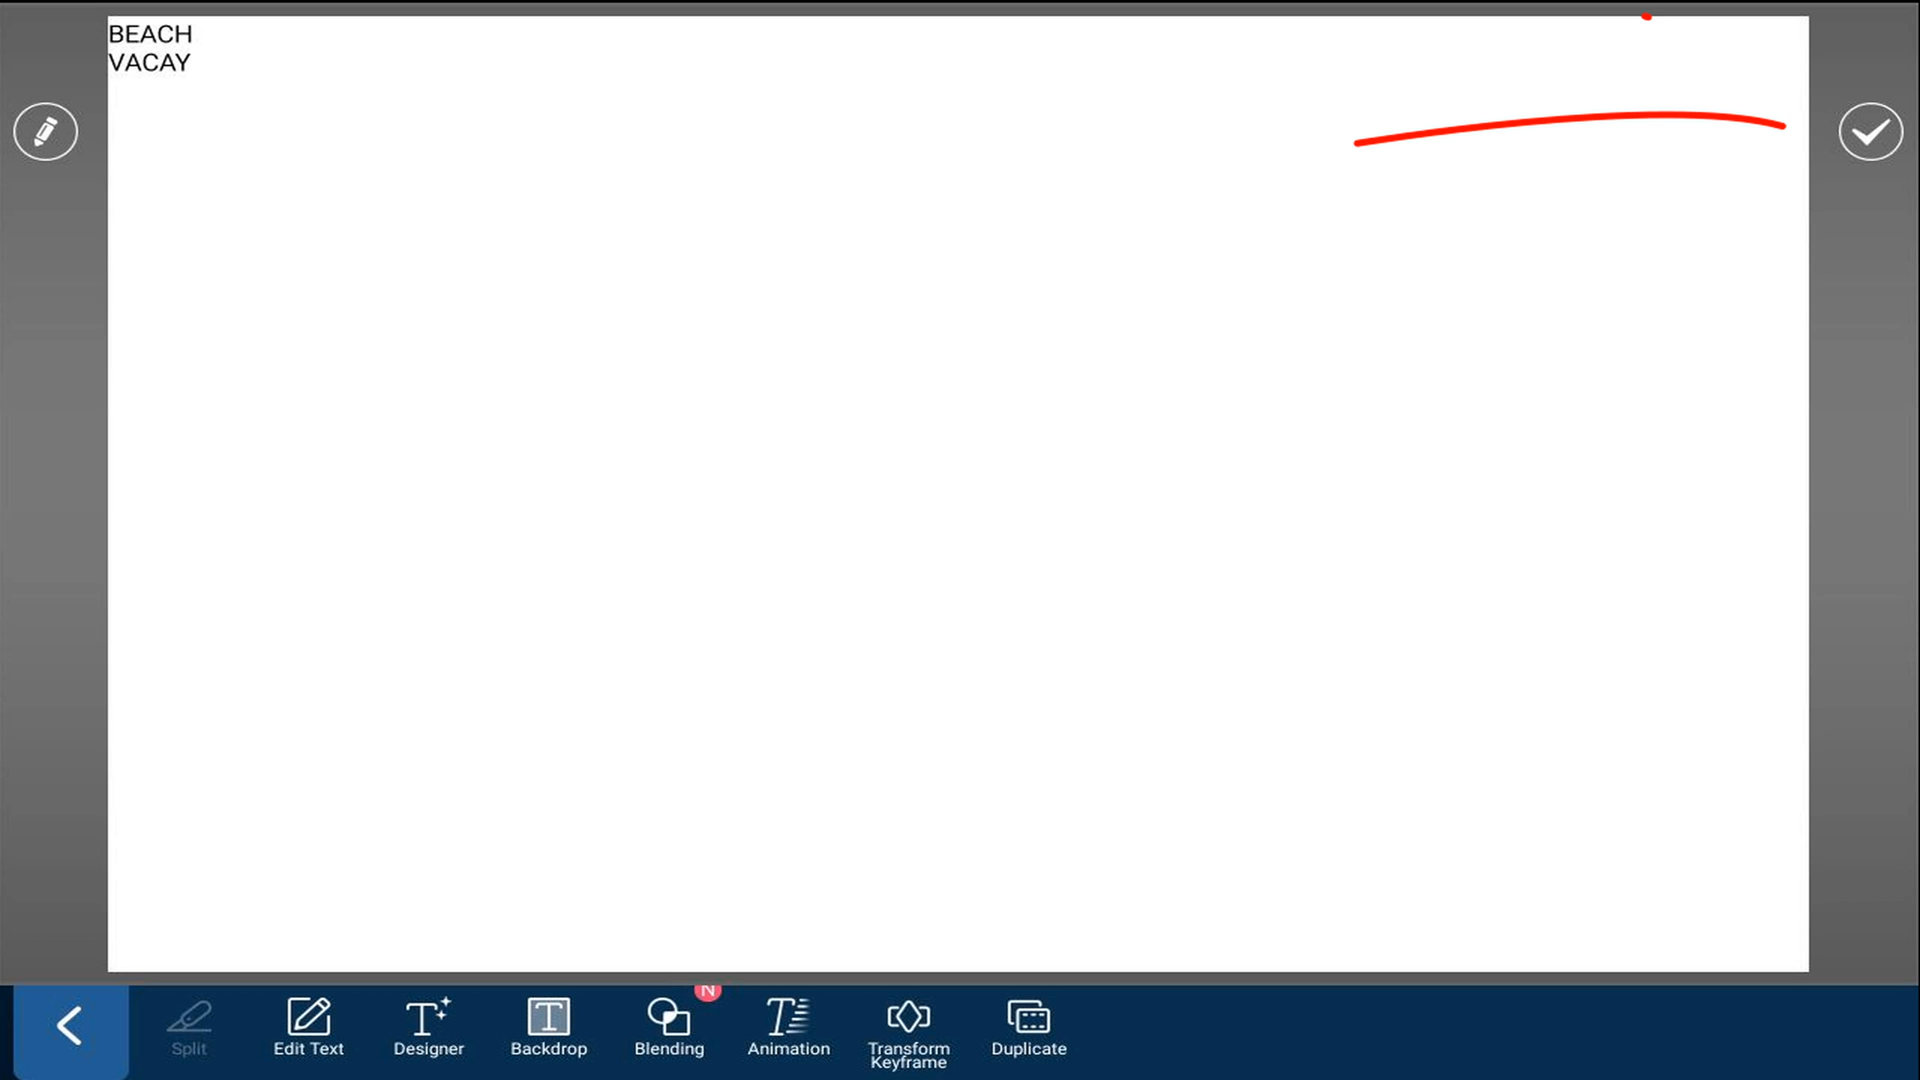 BEACH
VACAY
N
Split
Edit Text
Designer
Backdrop
Blending
Animation
Transform
Keyframe
Duplicate